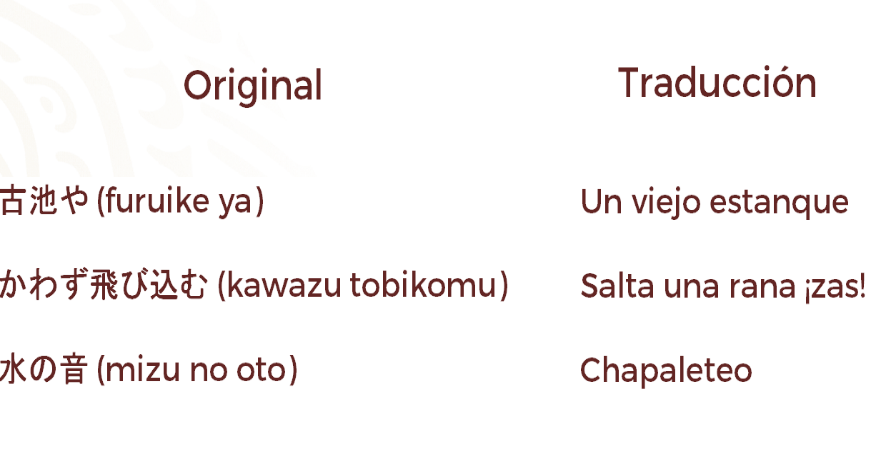 Original
Traducción
古池や (furuike ya)
Un viejo estanque
かわず飛び込む (kawazu tobikomu)
Salta una rana ¡zas!
水の音 (mizu no oto)
Chapaleteo